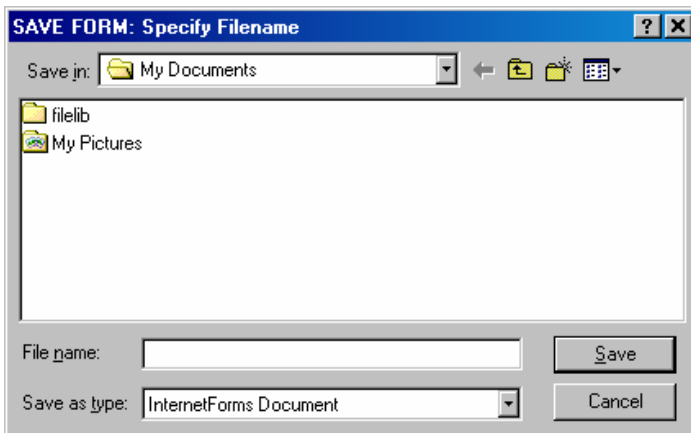 SAVE FORM: Specify Filename
Save in: My Documents
filelib
My Pictures
File name:
Save
Save as type: InternetForms Document
Cancel